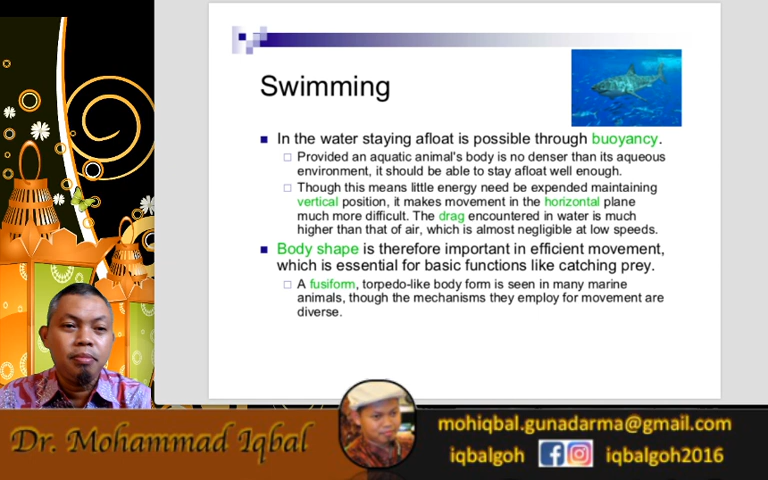 Swimming
In the water staying afloat is possible through buoyancy.
Provided an aquatic animal's body is no denser than its aqueous
environment, it should be able to stay afloat well enough.
Though this means little energy need be expended maintaining
vertical position, it makes movement in the horizontal plane
much more difficult. The drag encountered in water is much
higher than that of air, which is almost negligible at low speeds.
Body shape is therefore important in efficient movement,
which is essential for basic functions like catching prey.
A fusiform, torpedo-like body form is seen in many marine
animals, though the mechanisms they employ for movement are
diverse.
Dr. Mohammad Iqbal
mohiqbal.gunadarma@gmail.com
iqbalgoh iqbalgoh2016